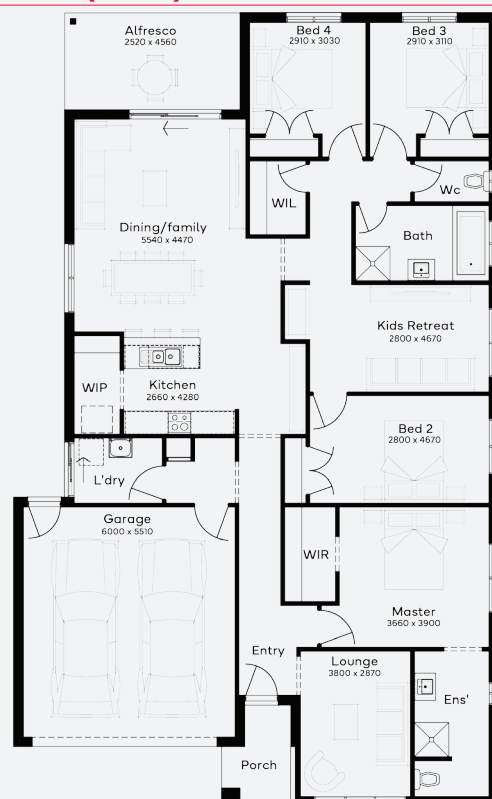 Alfresco
2520 x 4560
Bed 4
2910 x 3030
Bed 3
2910 x 3110
WIL
Wc
Bath
Dining/family
5540 x 4470
Kids Retreat
2800 x 4670
WIP
Kitchen
2660 x 4280
Bed 2
2800 x 4670
L'dry
Garage
6000 x 5510
WIR
Master
3660 x 3900
Entry
Lounge
3800 x 2870
Ens'
Porch